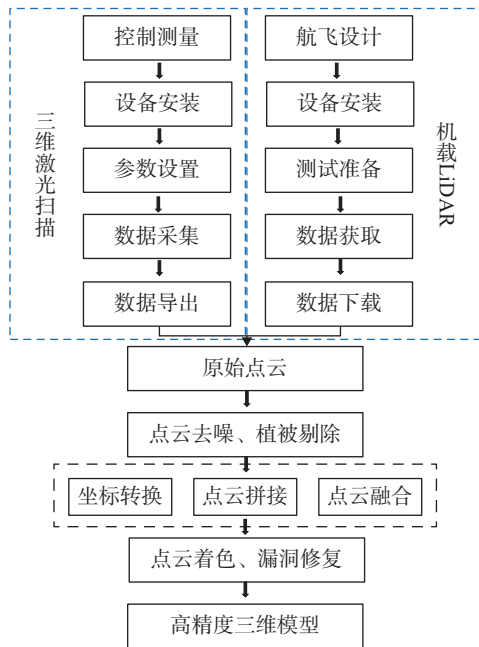 三维激光扫描
控制测量
设备安装
参数设置
数据采集
数据导出
航飞设计
设备安装
测试准备
数据获取
数据下载
机载LiDAR
原始点云
点云去噪、植被剔除
坐标转换
点云拼接
点云融合
点云着色、漏洞修复
高精度三维模型